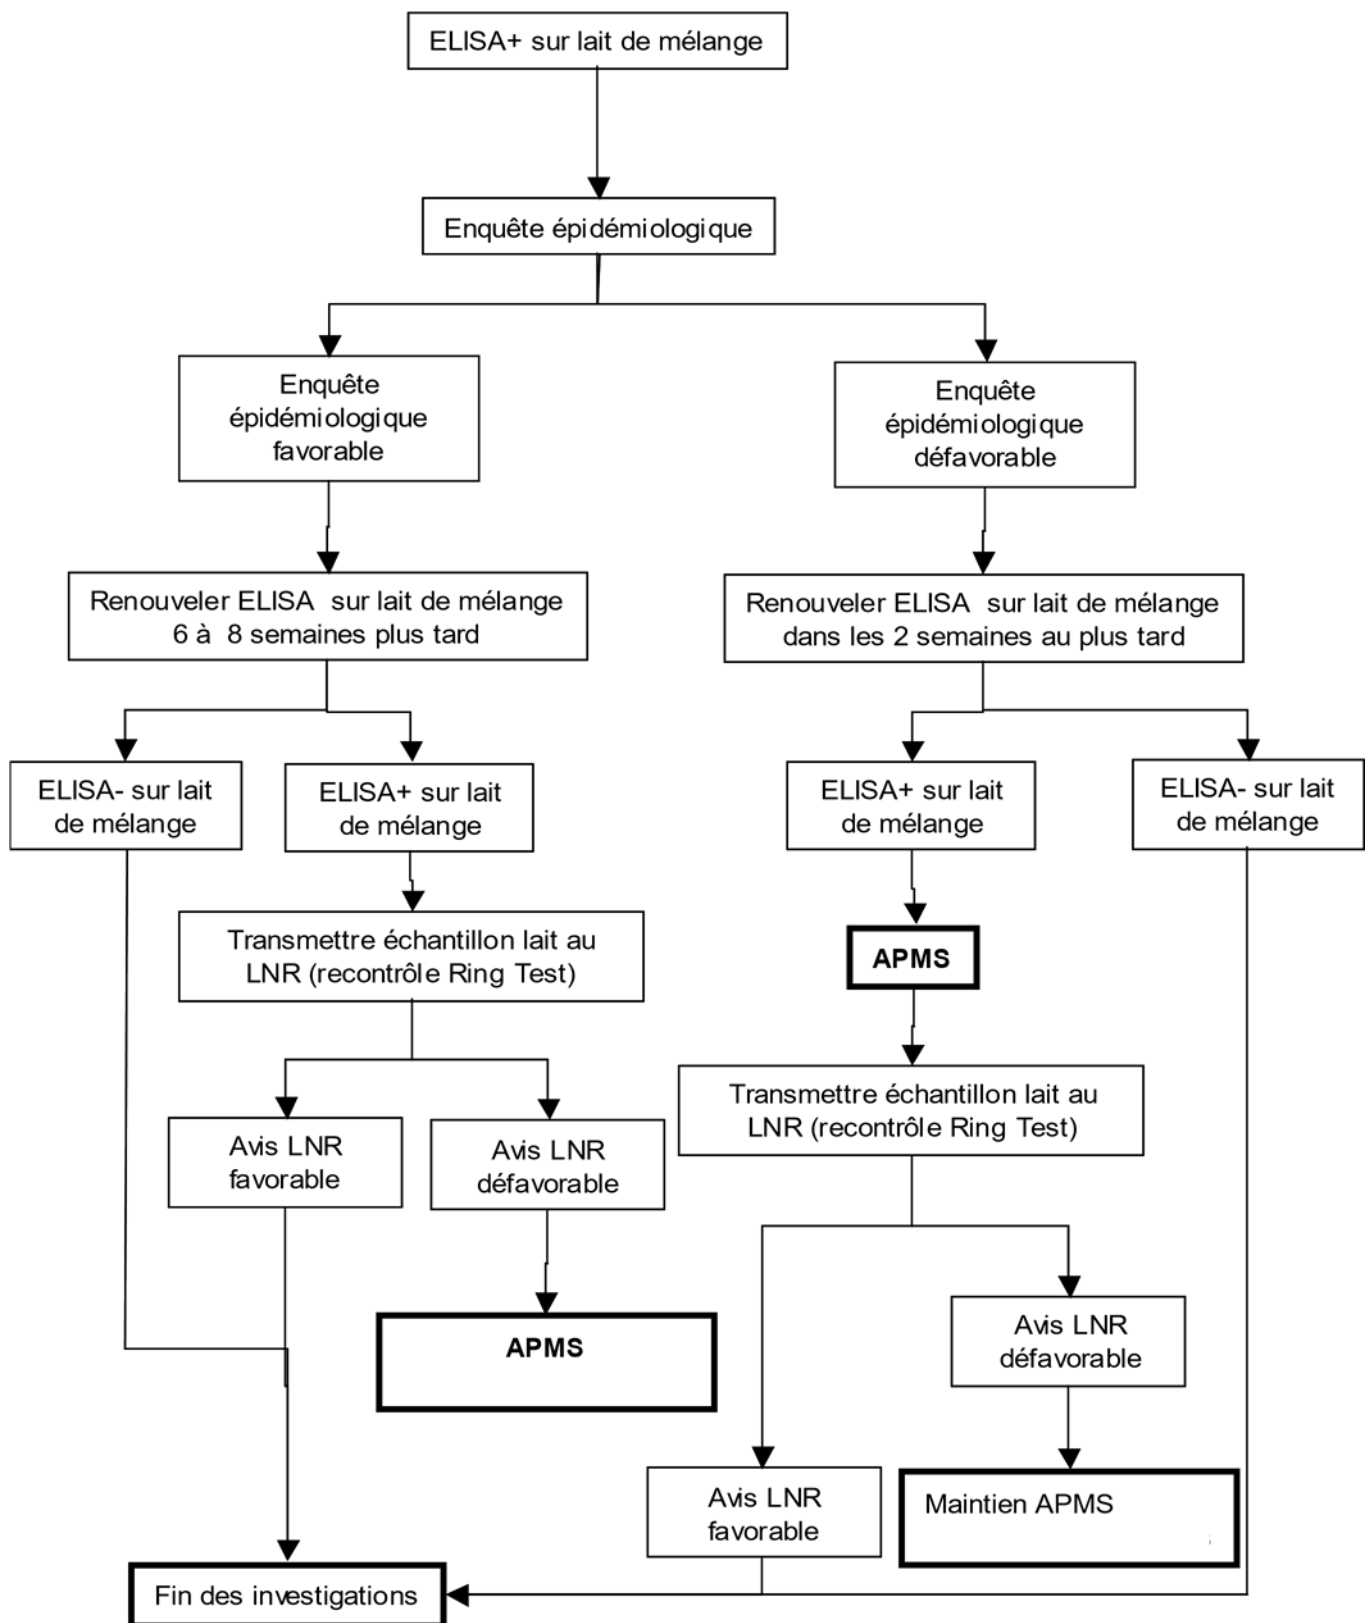 ELISA+ sur lait de mélange
Enquête épidémiologique
Enquête
épidémiologique
favorable
Enquête
épidémiologique
défavorable
Renouveler ELISA sur lait de mélange
6 à 8 semaines plus tard
Renouveler ELISA sur lait de mélange
dans les 2 semaines au plus tard
ELISA- sur lait
de mélange
ELISA+ sur lait
de mélange
ELISA+ sur lait
de mélange
ELISA- sur lait
de mélange
Transmettre échantillon lait au
LNR (recontrôle Ring Test)
APMS
Transmettre échantillon lait au
LNR (recontrôle Ring Test)
Avis LNR
favorable
Avis LNR
défavorable
APMS
Avis LNR
défavorable
Avis LNR
favorable
Maintien APMS
Fin des investigations